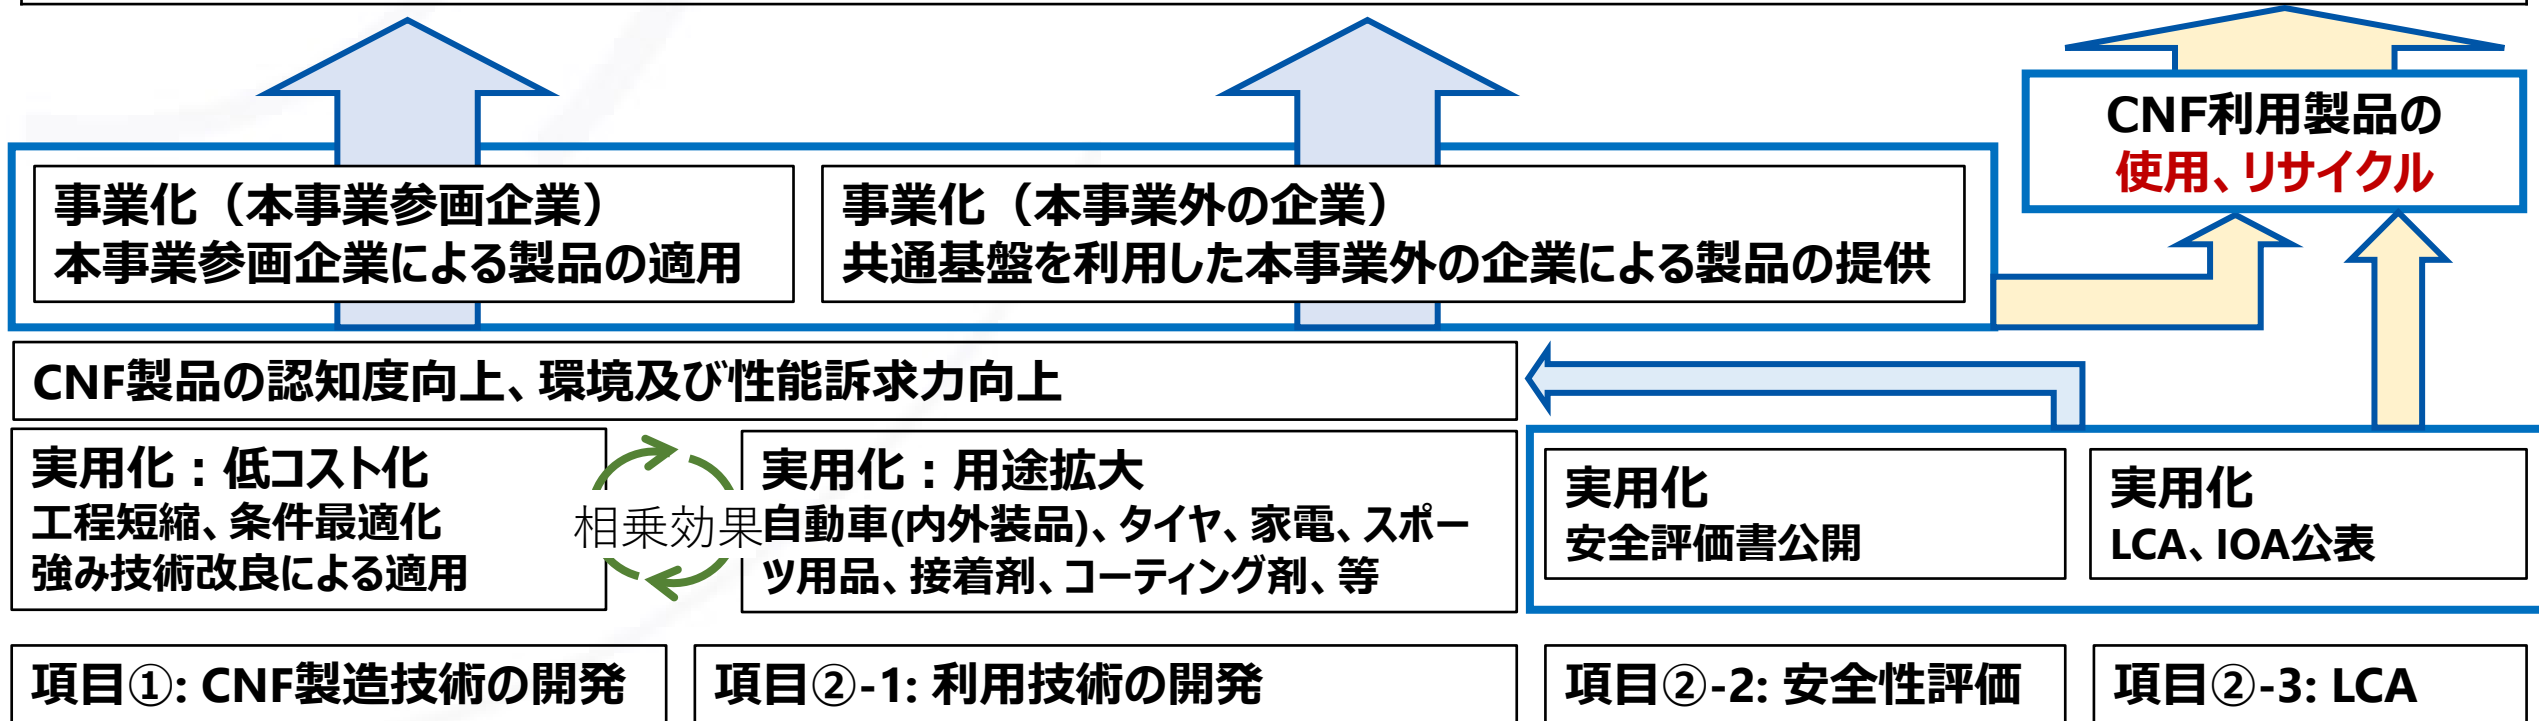 CNF利用製品の
使用、リサイクル
事業化（本事業参画企業）
本事業参画企業による製品の適用
事業化（本事業外の企業）
共通基盤を利用した本事業外の企業による製品の提供
CNF製品の認知度向上、環境及び性能訴求力向上
実用化：低コスト化
工程短縮、条件最適化
強み技術改良による適用
相乗効果
実用化：用途拡大
自動車(内外装品)、タイヤ、家電、スポー
ツ用品、接着剤、コーティング剤、等
実用化
安全評価書公開
実用化
LCA、IOA公表
項目①: CNF製造技術の開発
項目②-1: 利用技術の開発
項目②-2: 安全性評価
項目②-3: LCA